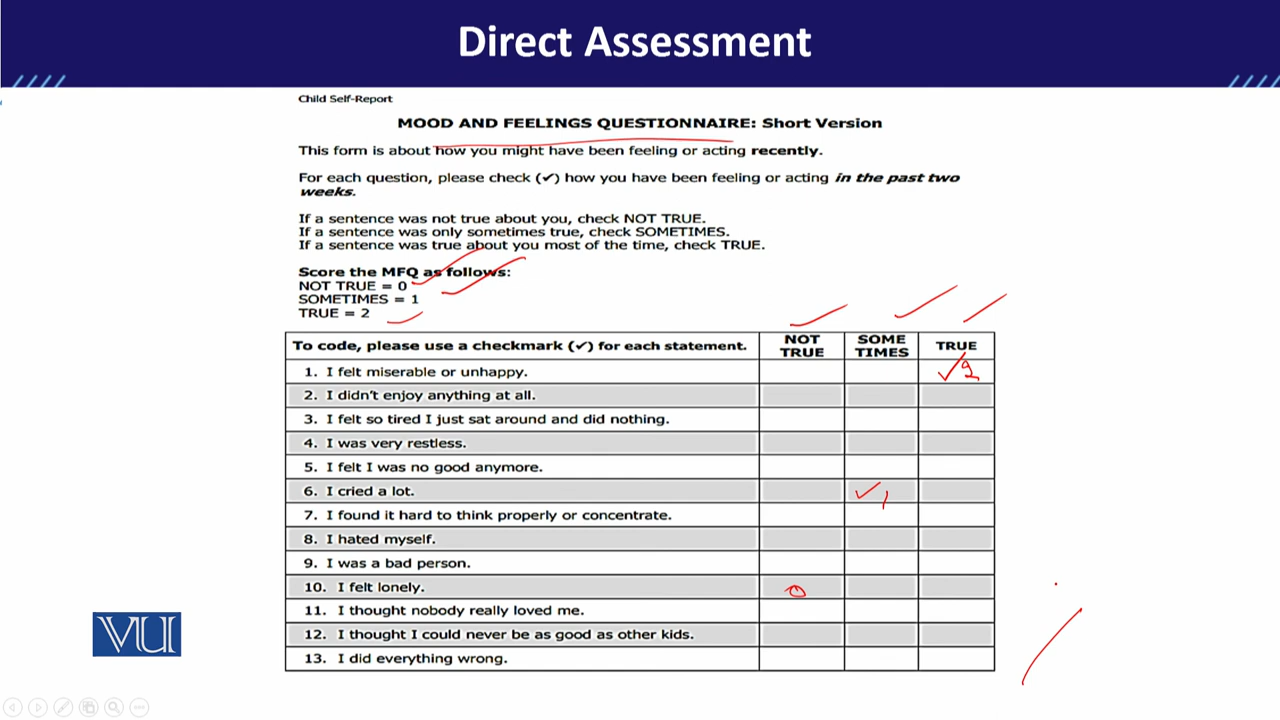 Direct Assessment
Child Self-Report
MOOD AND FEELINGS QUESTIONNAIRE: Short Version
This form is about how you might have been feeling or acting recently.
For each question, please check (✓) how you have been feeling or acting in the past two
weeks.
If a sentence was not true about you, check NOT TRUE.
If a sentence was only sometimes true, check SOMETIMES.
If a sentence was true about you most of the time, check TRUE.
Score the MFQ as follows:
NOT TRUE = 0
SOMETIMES = 1
TRUE = 2
To code, please use a checkmark (✓) for each statement. NOT TRUE SOME TIMES TRUE
1. I felt miserable or unhappy. ✓2
2. I didn't enjoy anything at all.
3. I felt so tired I just sat around and did nothing.
4. I was very restless.
5. I felt I was no good anymore.
6. I cried a lot. ✓1
7. I found it hard to think properly or concentrate.
8. I hated myself.
9. I was a bad person.
10. I felt lonely. 0
11. I thought nobody really loved me.
12. I thought I could never be as good as other kids.
13. I did everything wrong.
VU